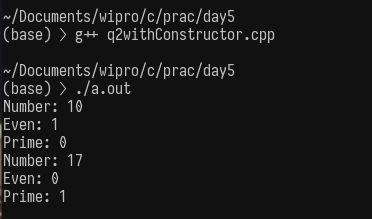 ~/Documents/wipro/c/prac/day5
(base) > g++ q2withConstructor.cpp
~/Documents/wipro/c/prac/day5
(base) > ./a.out
Number: 10
Even: 1
Prime: 0
Number: 17
Even: 0
Prime: 1